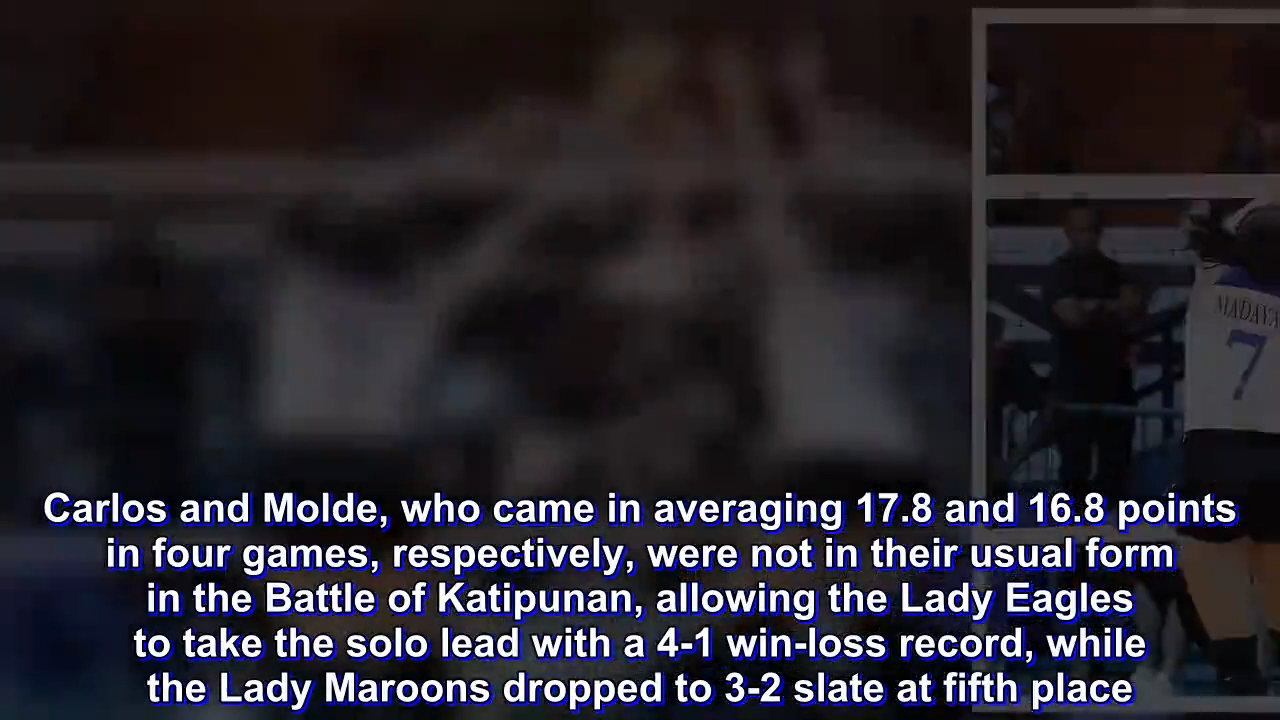 MADAYA
7
Carlos and Molde, who came in averaging 17.8 and 16.8 points
in four games, respectively, were not in their usual form
in the Battle of Katipunan, allowing the Lady Eagles
to take the solo lead with a 4-1 win-loss record, while
the Lady Maroons dropped to 3-2 slate at fifth place